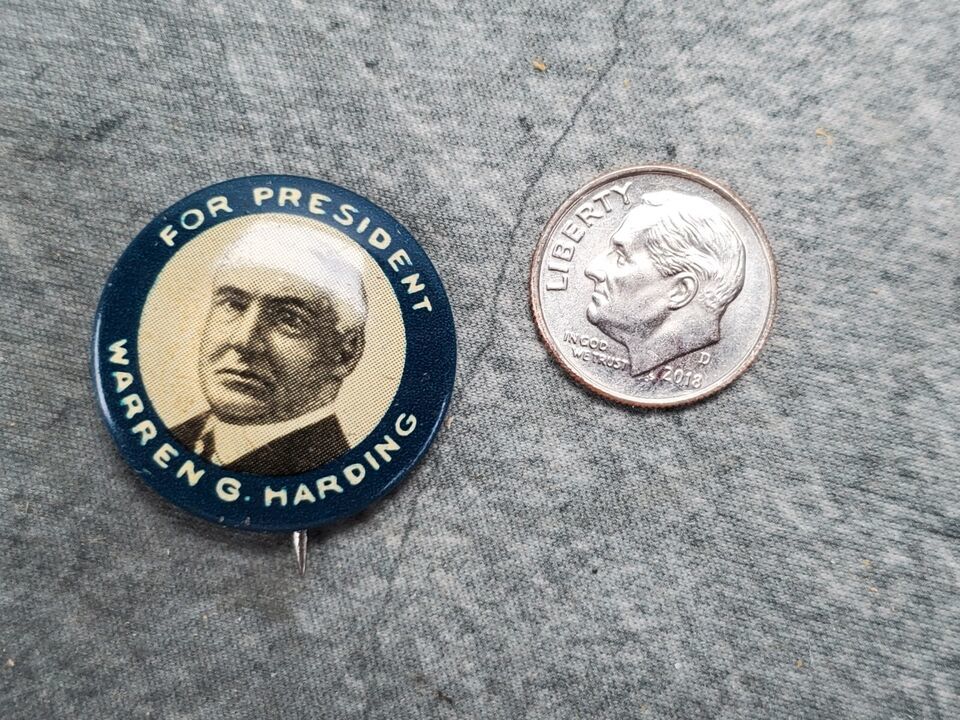 FOR PRESIDENT
WARREN G. HARDING
LIBERTY
IN GOD
WE TRUST
D
2018